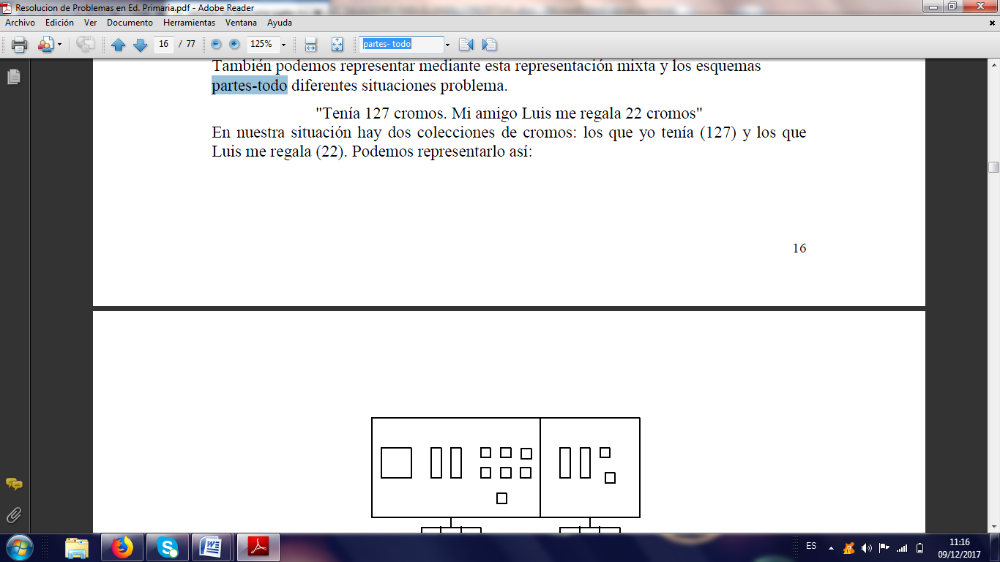 Resolucion de Problemas en Ed. Primaria.pdf - Adobe Reader
Archivo Edición Ver Documento Herramientas Ventana Ayuda
16 / 77 125% partes- todo
También podemos representar mediante esta representación mixta y los esquemas
partes-todo diferentes situaciones problema.
"Tenía 127 cromos. Mi amigo Luis me regala 22 cromos"
En nuestra situación hay dos colecciones de cromos: los que yo tenía (127) y los que
Luis me regala (22). Podemos representarlo así:
16
ES
11:16
09/12/2017